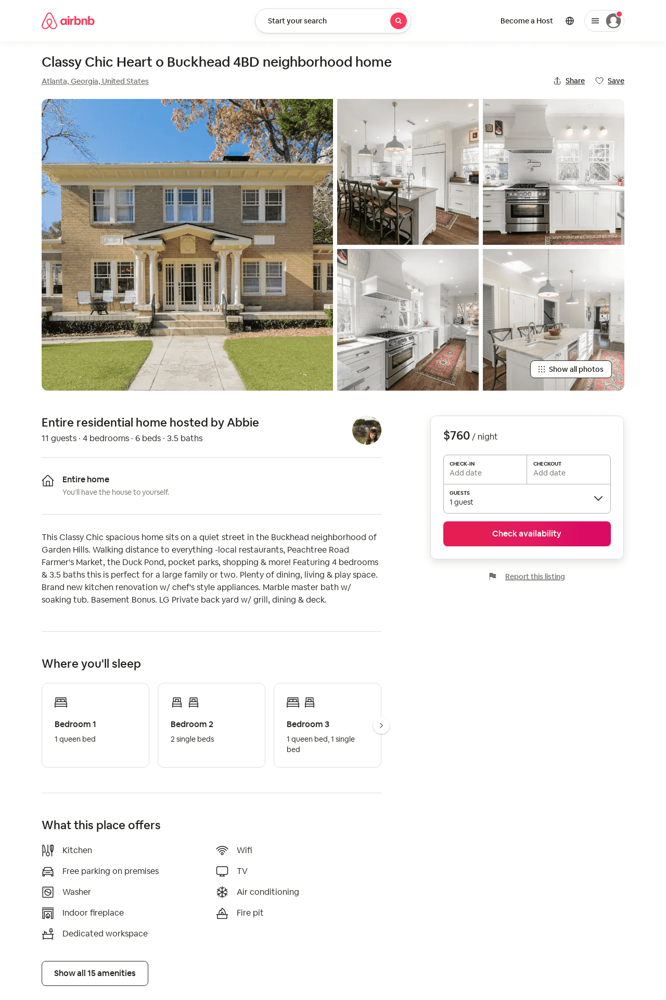 airbnb
Start your search
Become a Host
Classy Chic Heart o Buckhead 4BD neighborhood home
Atlanta, Georgia, United States
Share
Save
Show all photos
Entire residential home hosted by Abbie
11 guests · 4 bedrooms · 6 beds · 3.5 baths
Entire home
You’ll have the house to yourself.
This Classy Chic spacious home sits on a quiet street in the Buckhead neighborhood of
Garden Hills. Walking distance to everything -local restaurants, Peachtree Road
Farmer's Market, the Duck Pond, pocket parks, shopping & more! Featuring 4 bedrooms
& 3.5 baths this is perfect for a large family or two. Plenty of dining, living & play space.
Brand new kitchen renovation w/ chef's style appliances. Marble master bath w/
soaking tub. Basement Bonus. LG Private back yard w/ grill, dining & deck.
$760 / night
CHECK-IN
Add date
CHECKOUT
Add date
GUESTS
1 guest
Check availability
Report this listing
Where you'll sleep
Bedroom 1
1 queen bed
Bedroom 2
2 single beds
Bedroom 3
1 queen bed, 1 single
bed
What this place offers
Kitchen
Wifi
Free parking on premises
TV
Washer
Air conditioning
Indoor fireplace
Fire pit
Dedicated workspace
Show all 15 amenities